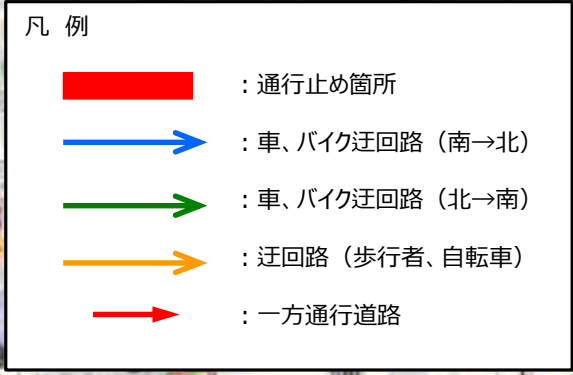 凡 例
：通行止め箇所
：車、バイク迂回路（南→北）
：車、バイク迂回路（北→南）
：迂回路（歩行者、自転車）
：一方通行道路